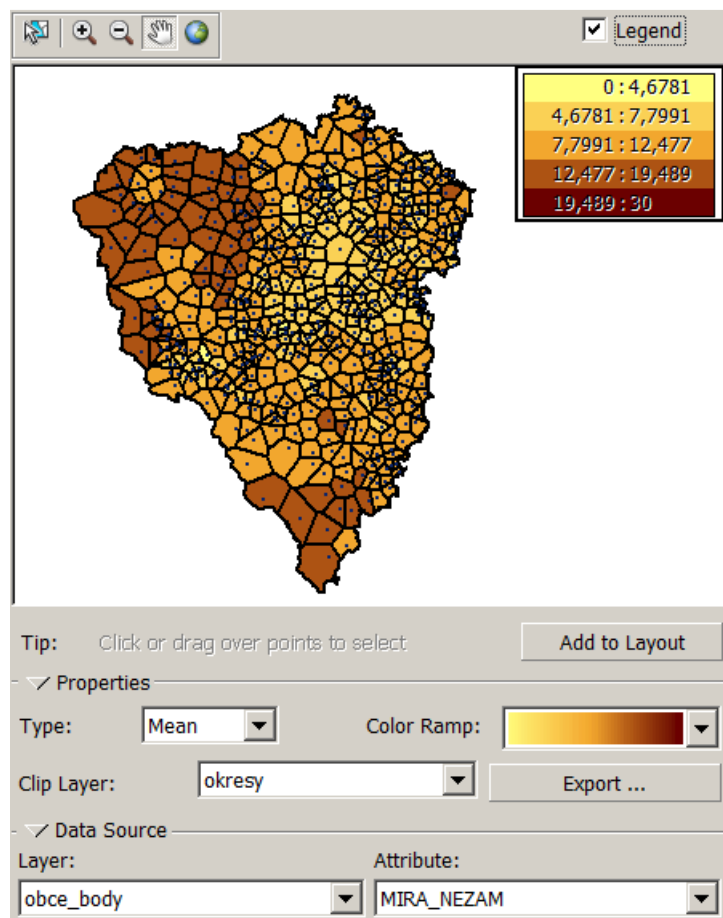 Legend
0 : 4,6781
4,6781 : 7,7991
7,7991 : 12,477
12,477 : 19,489
19,489 : 30
Tip: Click or drag over points to select Add to Layout
Properties
Type: Mean Color Ramp:
Clip Layer: okresy Export ...
Data Source
Layer: Attribute:
obce_body MIRA_NEZAM